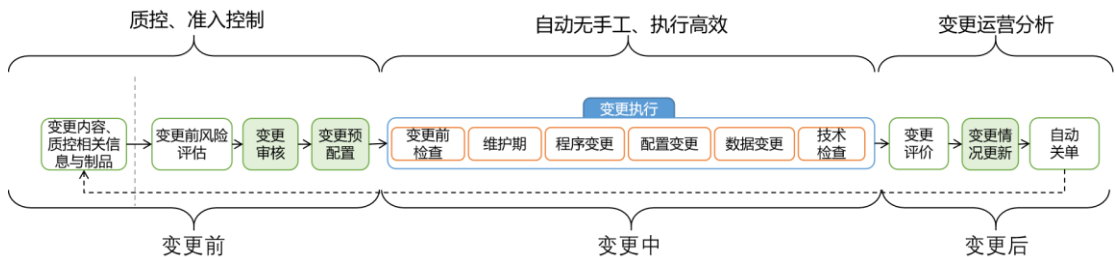 质控、准入控制
自动无手工、执行高效
变更运营分析
变更执行
变更内容、
质控相关信
息与制品
变更前风险
评估
变更
审核
变更预
配置
变更前
检查
维护期
程序变更
配置变更
数据变更
技术
检查
变更
评价
变更情
况更新
自动
关单
变更前
变更中
变更后